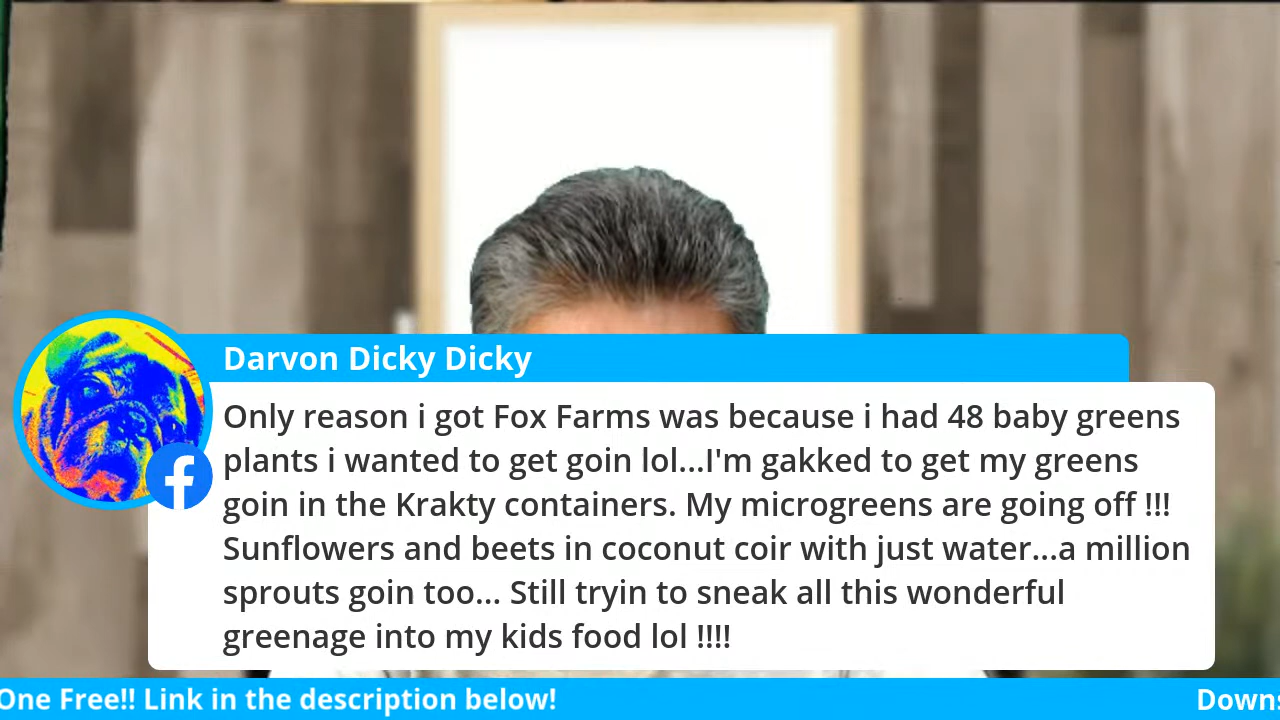 Darvon Dicky Dicky
Only reason i got Fox Farms was because i had 48 baby greens
plants i wanted to get goin lol...I'm gakked to get my greens
goin in the Krakty containers. My microgreens are going off !!!
Sunflowers and beets in coconut coir with just water...a million
sprouts goin too... Still tryin to sneak all this wonderful
greenage into my kids food lol !!!!
One Free!! Link in the description below!